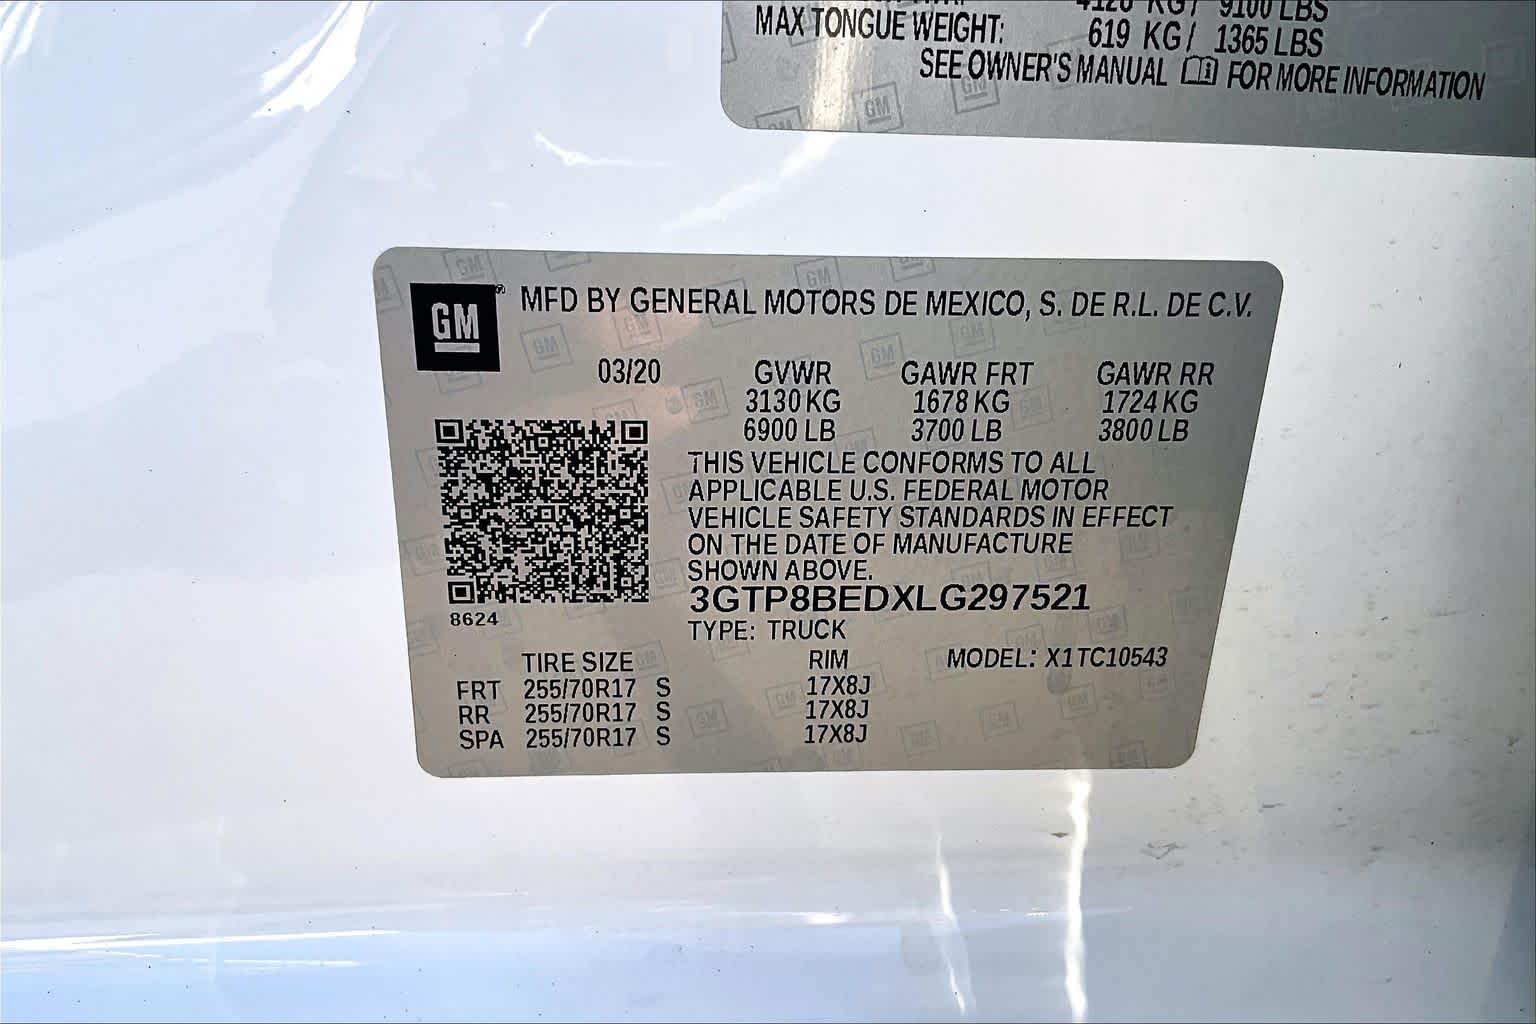 4128 KG / 9100 LBS
MAX TONGUE WEIGHT: 619 KG / 1365 LBS
SEE OWNER'S MANUAL FOR MORE INFORMATION
GM MFD BY GENERAL MOTORS DE MEXICO, S. DE R.L. DE C.V.
03/20 GVWR GAWR FRT GAWR RR
3130 KG 1678 KG 1724 KG
6900 LB 3700 LB 3800 LB
THIS VEHICLE CONFORMS TO ALL
APPLICABLE U.S. FEDERAL MOTOR
VEHICLE SAFETY STANDARDS IN EFFECT
ON THE DATE OF MANUFACTURE
SHOWN ABOVE.
3GTP8BEDXLG297521
8624
TYPE: TRUCK
TIRE SIZE RIM MODEL: X1TC10543
FRT 255/70R17 S 17X8J
RR 255/70R17 S 17X8J
SPA 255/70R17 S 17X8J